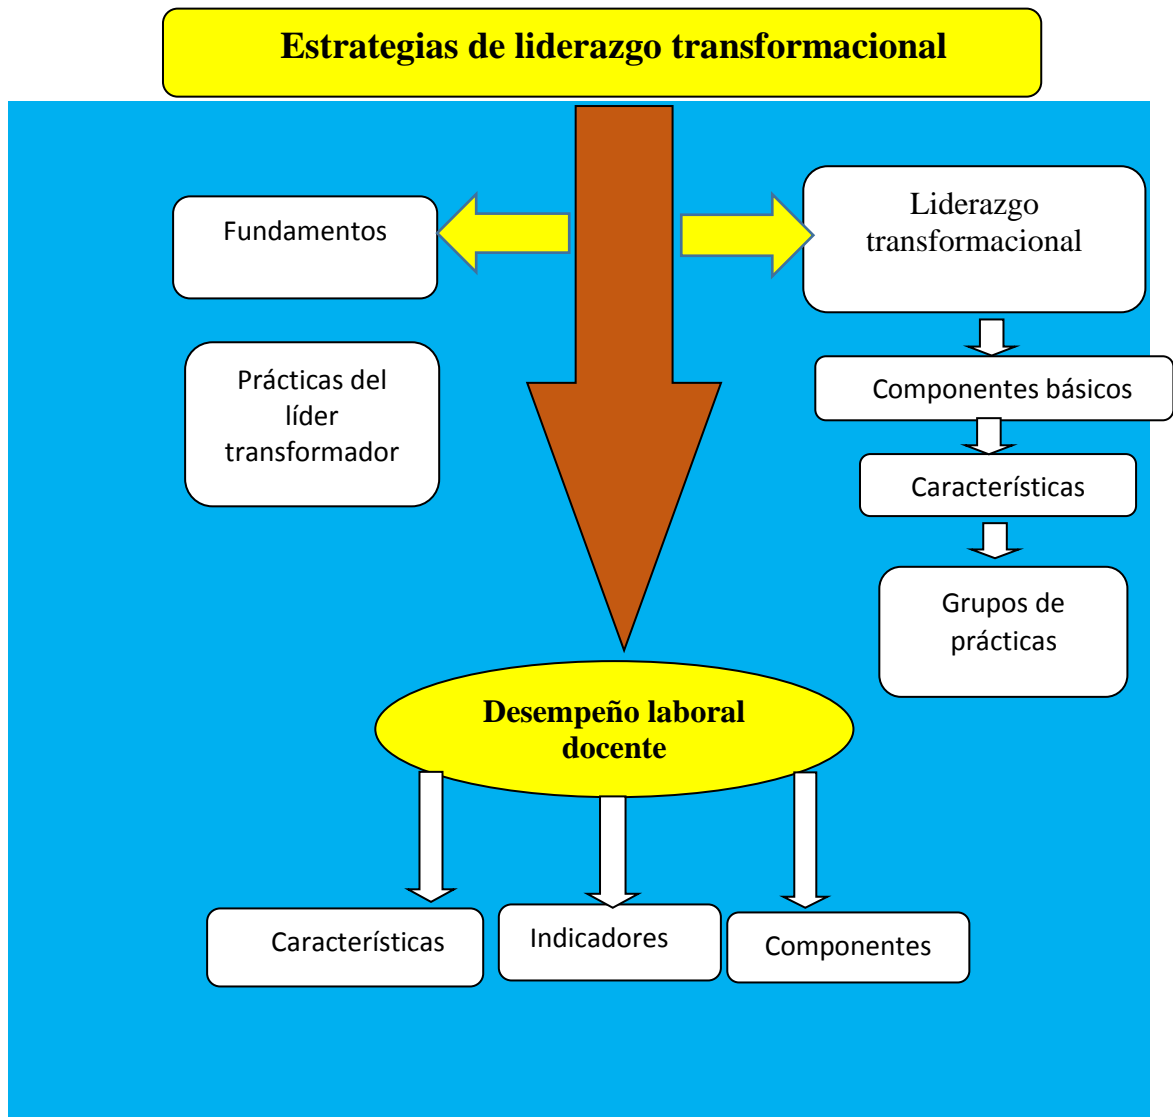 Estrategias de liderazgo transformacional
Fundamentos
Liderazgo
transformacional
Prácticas del
líder
transformador
Componentes básicos
Características
Grupos de
prácticas
Desempeño laboral
docente
Características
Indicadores
Componentes